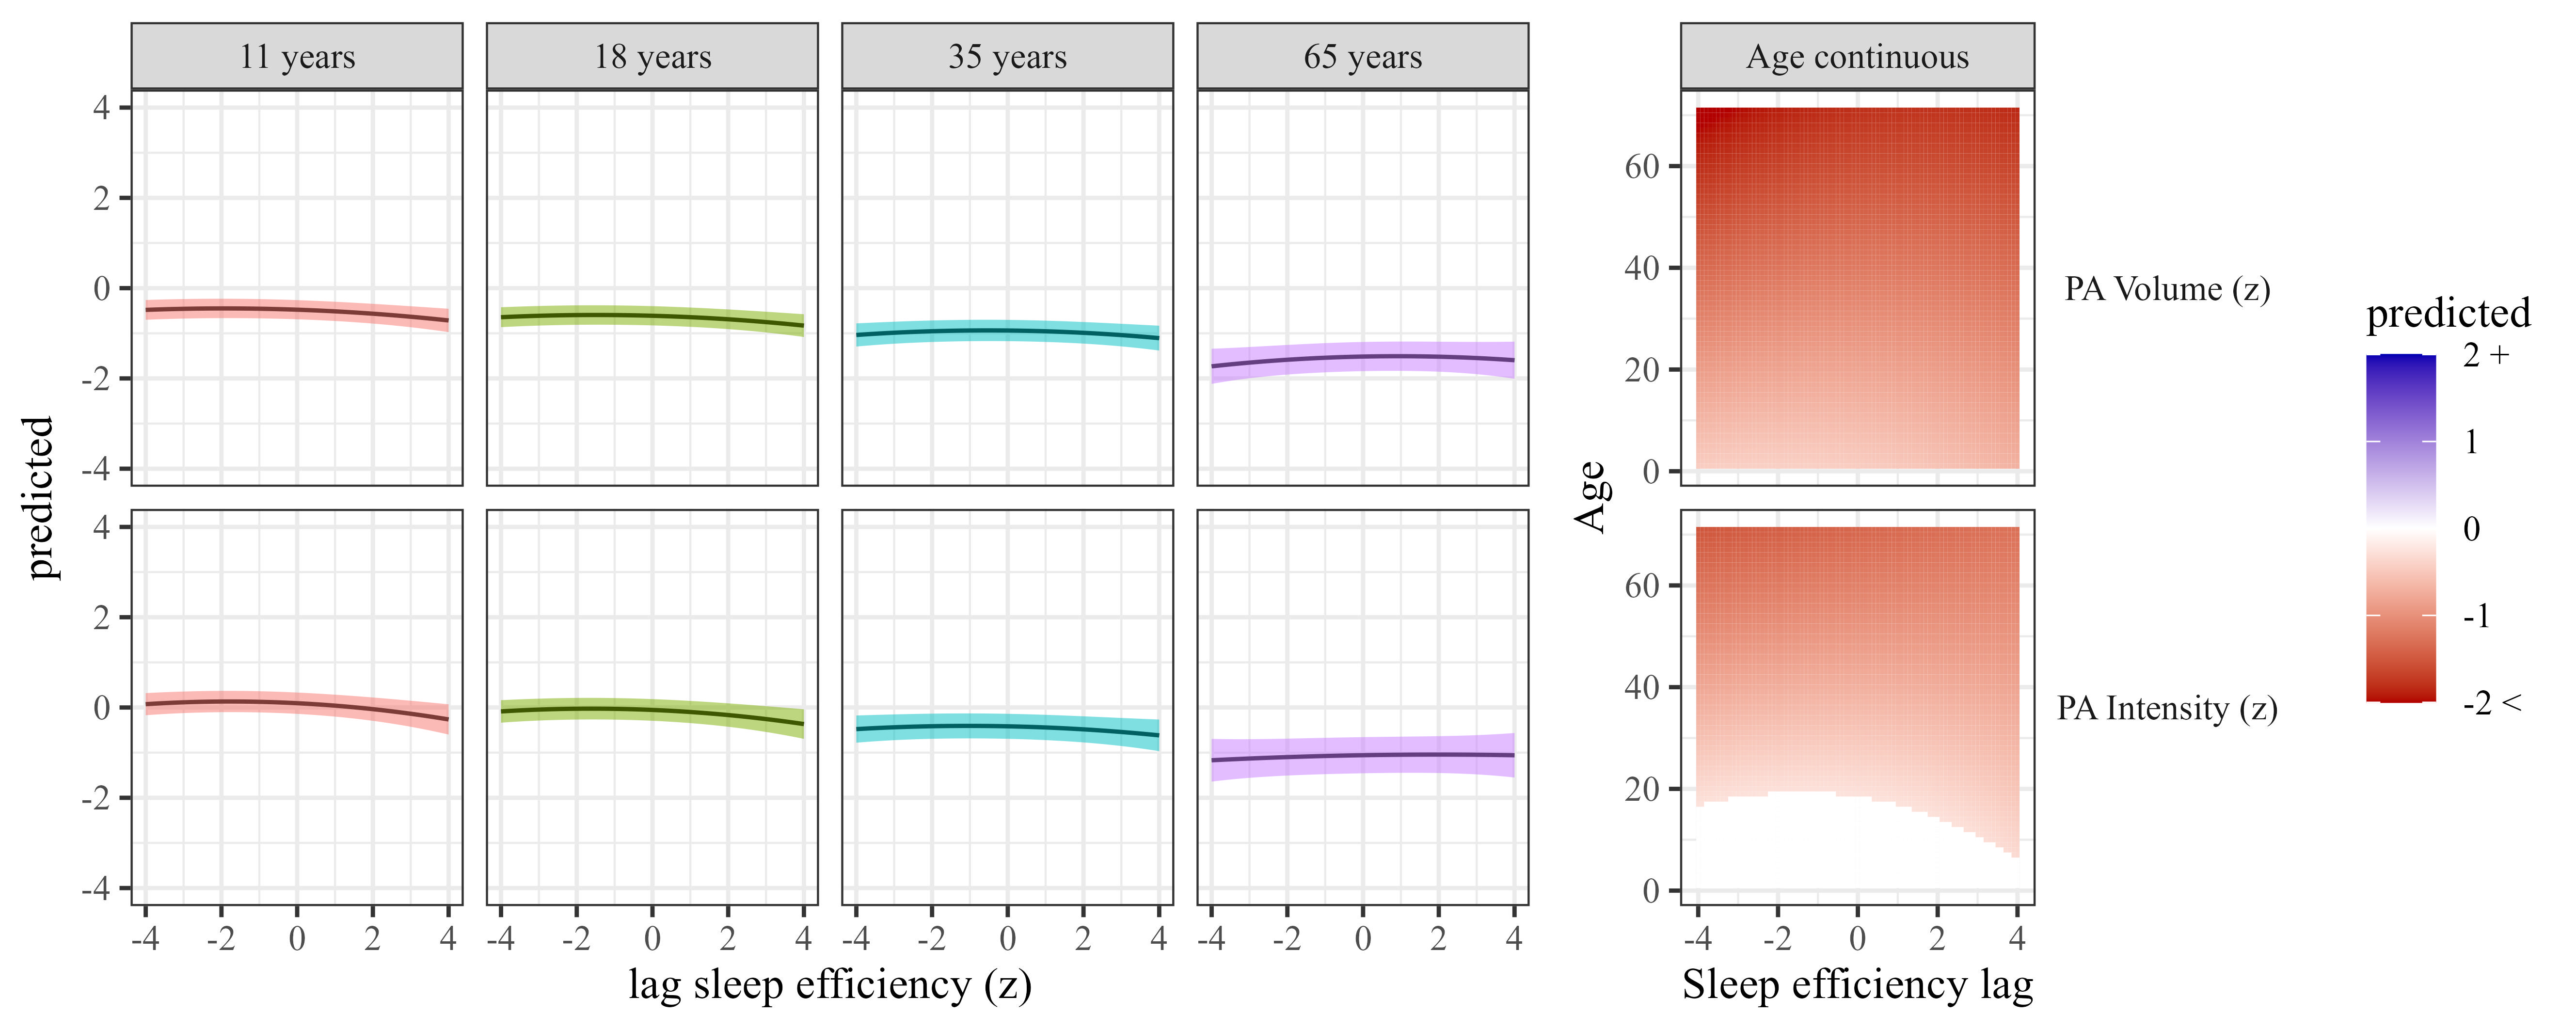 11 years
18 years
35 years
65 years
Age continuous
4
2
0
-2
-4
60
40
20
0
PA Volume (z)
predicted
2 +
1
0
-1
-2 <
predicted
Age
4
2
0
-2
-4
60
40
20
0
PA Intensity (z)
-4 -2 0 2 4
-4 -2 0 2 4
-4 -2 0 2 4
-4 -2 0 2 4
-4 -2 0 2 4
lag sleep efficiency (z)
Sleep efficiency lag